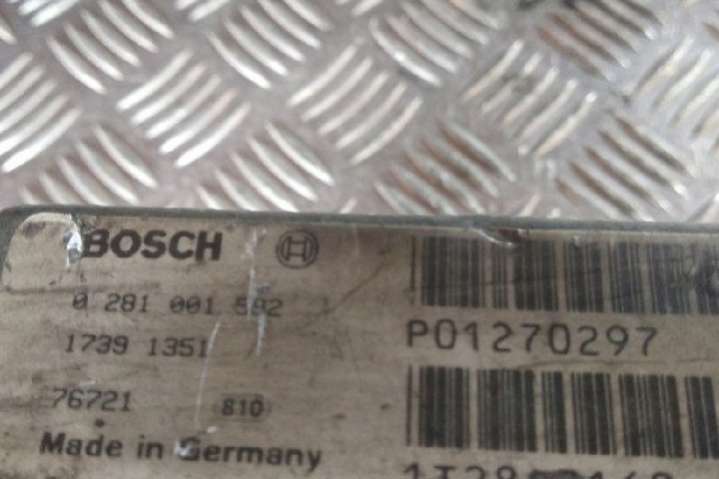 BOSCH
0 281 001 592
1739 1351
76721 810
Made in Germany
P01270297